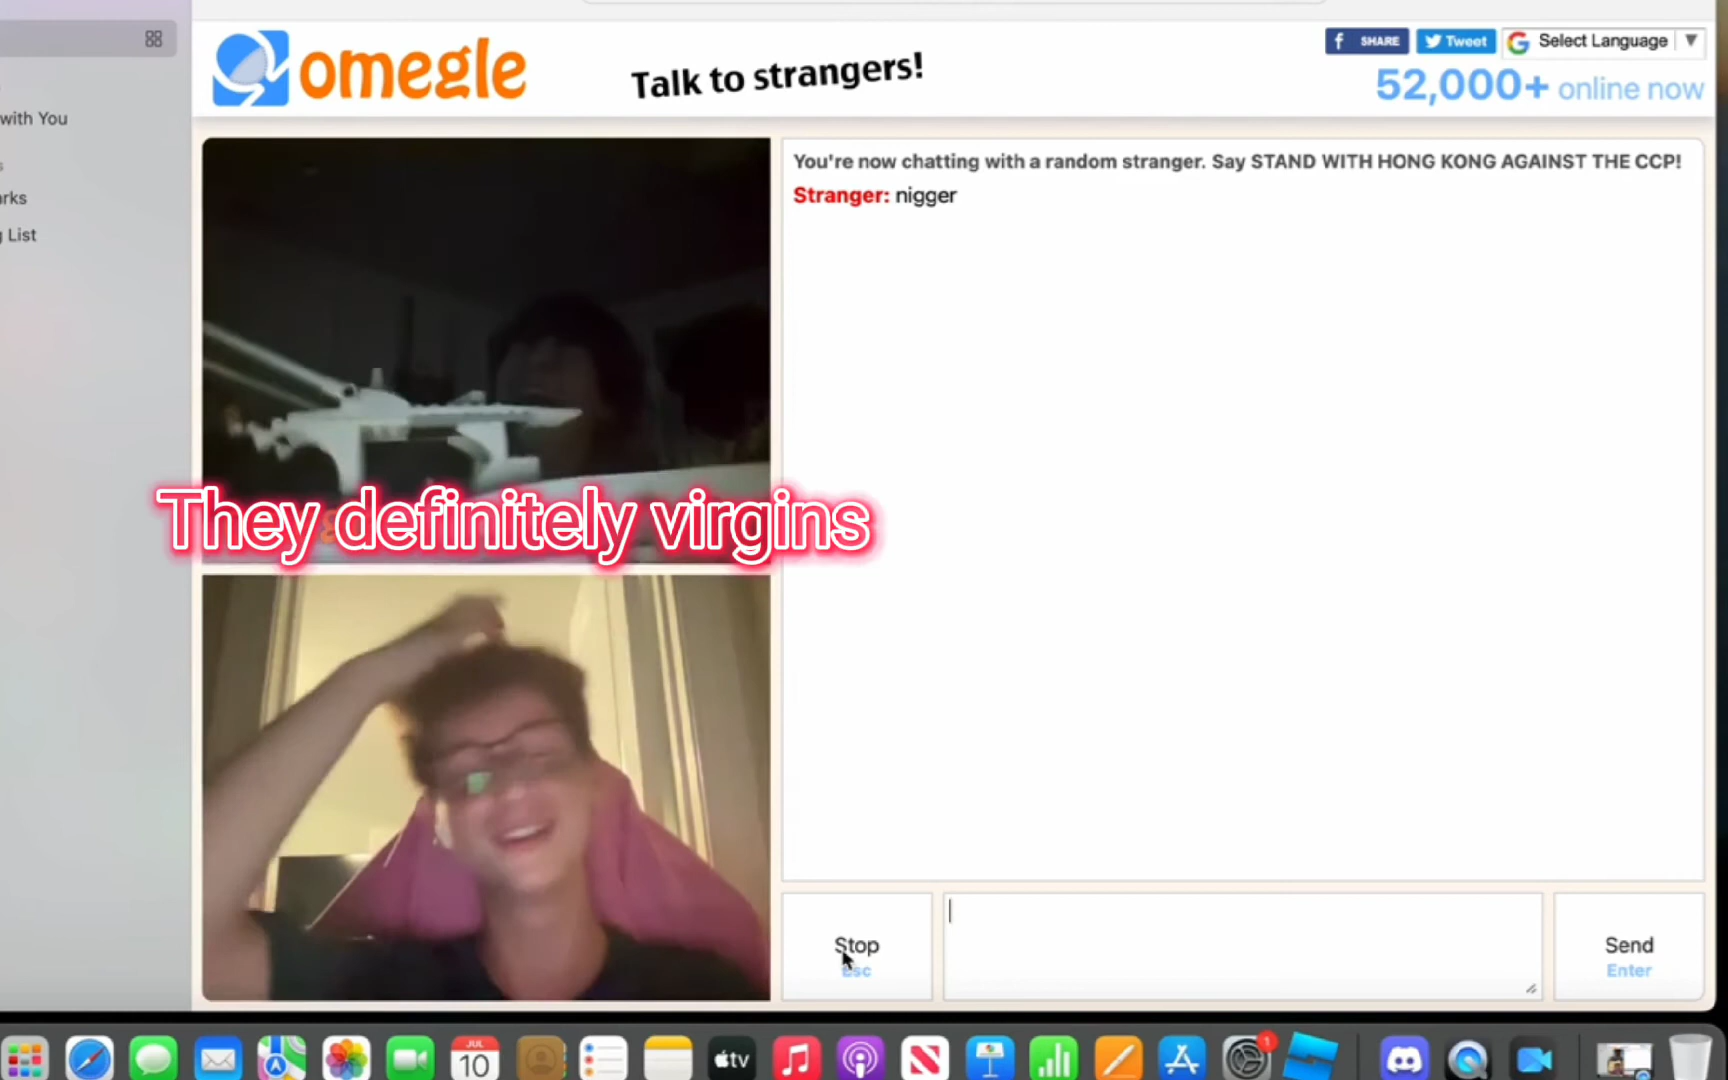 with You
rks
List
omegle
Talk to strangers!
f SHARE
Tweet
G Select Language ▼
52,000+ online now
You're now chatting with a random stranger. Say STAND WITH HONG KONG AGAINST THE CCP!
Stranger: nigger
They definitely virgins
Stop
Esc
Send
Enter
JUL
10
tv
1